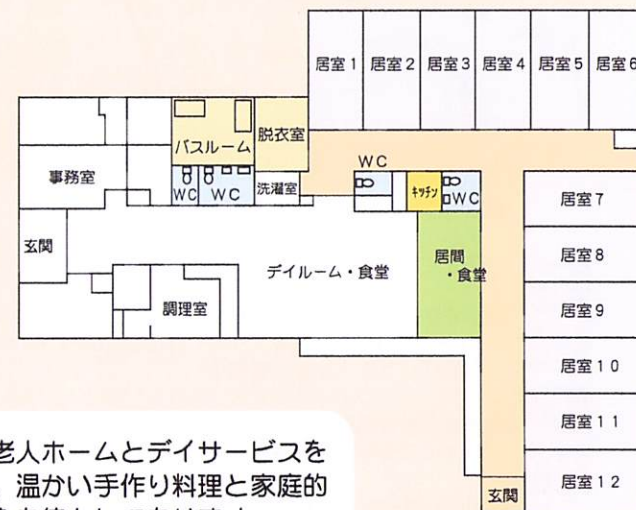 居室1
居室2
居室3
居室4
居室5
居室6
バスルーム
脱衣室
WC
事務室
WC
WC
洗濯室
キッチン
WC
居室7
玄関
デイルーム・食堂
居間
・食堂
居室8
調理室
居室9
居室10
居室11
居室12
玄関
老人ホームとデイサービスを
温かい手作り料理と家庭的